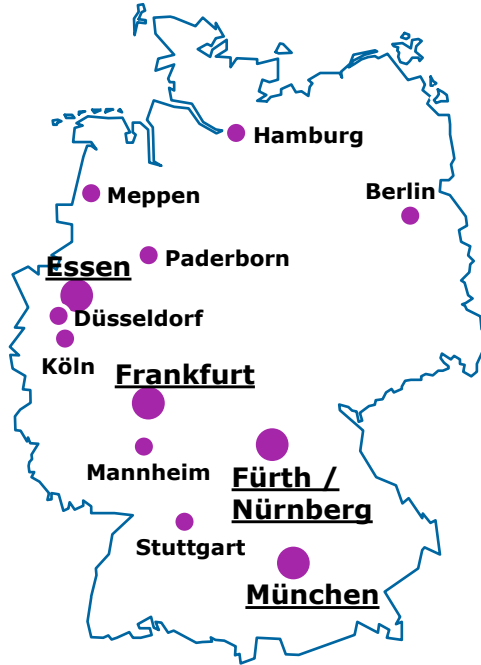 Hamburg
Berlin
Meppen
Paderborn
Essen
Düsseldorf
Köln
Frankfurt
Mannheim
Fürth /
Nürnberg
Stuttgart
München